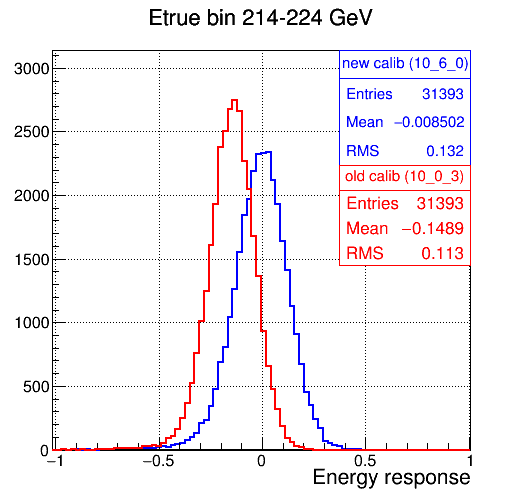 Etrue bin 214-224 GeV
new calib (10_6_0)
Entries 31393
Mean −0.008502
RMS 0.132
old calib (10_0_3)
Entries 31393
Mean −0.1489
RMS 0.113
3000
2500
2000
1500
1000
500
0
−1 −0.5 0 0.5 1
Energy response